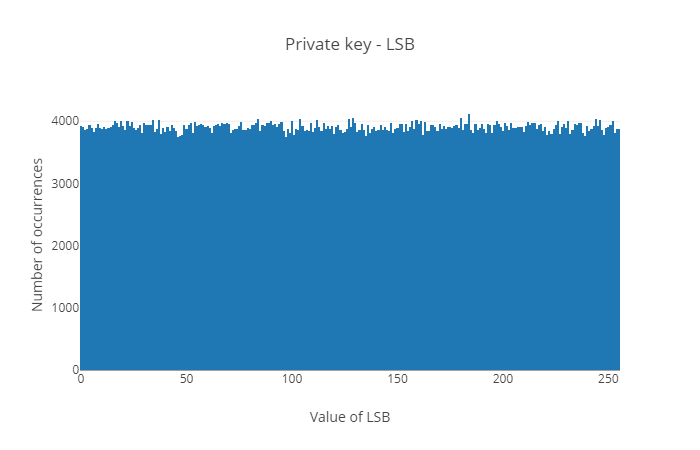 Private key - LSB
Number of occurrences
4000
3000
2000
1000
0
0 50 100 150 200 250
Value of LSB